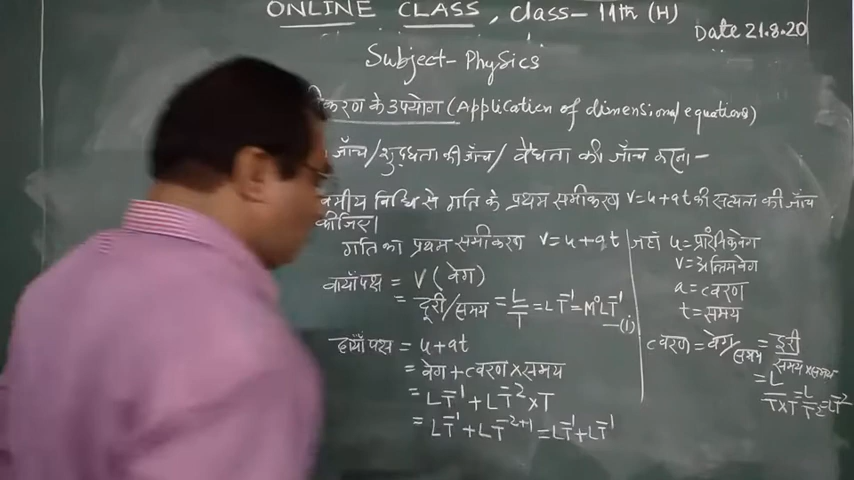 ONLINE CLASS, class- 11th (H)
Date 21.8.20
Subject- Physics
करण के उपयोग (Application of dimensional equations)
जाँच/शुद्धता की जाँच/ वैधता की जाँच करना -
विमीय विधि से गति के प्रथम समीकरण v=u+at की सत्यता की जाँच
कीजिए।
गति का प्रथम समीकरण v=u+at जहाँ u= प्रारंभिक वेग
v= अन्तिम वेग
a= त्वरण
t= समय
बायाँ पक्ष = v (वेग)
= दूरी/समय = L/T = LT⁻¹ = M⁰LT⁻¹ —(i)
दायाँ पक्ष = u+at
= वेग + त्वरण x समय
= LT⁻¹ + LT⁻² x T
= LT⁻¹ + LT⁻²⁺¹ = LT⁻¹ + LT⁻¹
त्वरण = वेग/समय = दूरी/समय x समय
= L/TxT = L/T² = LT⁻²